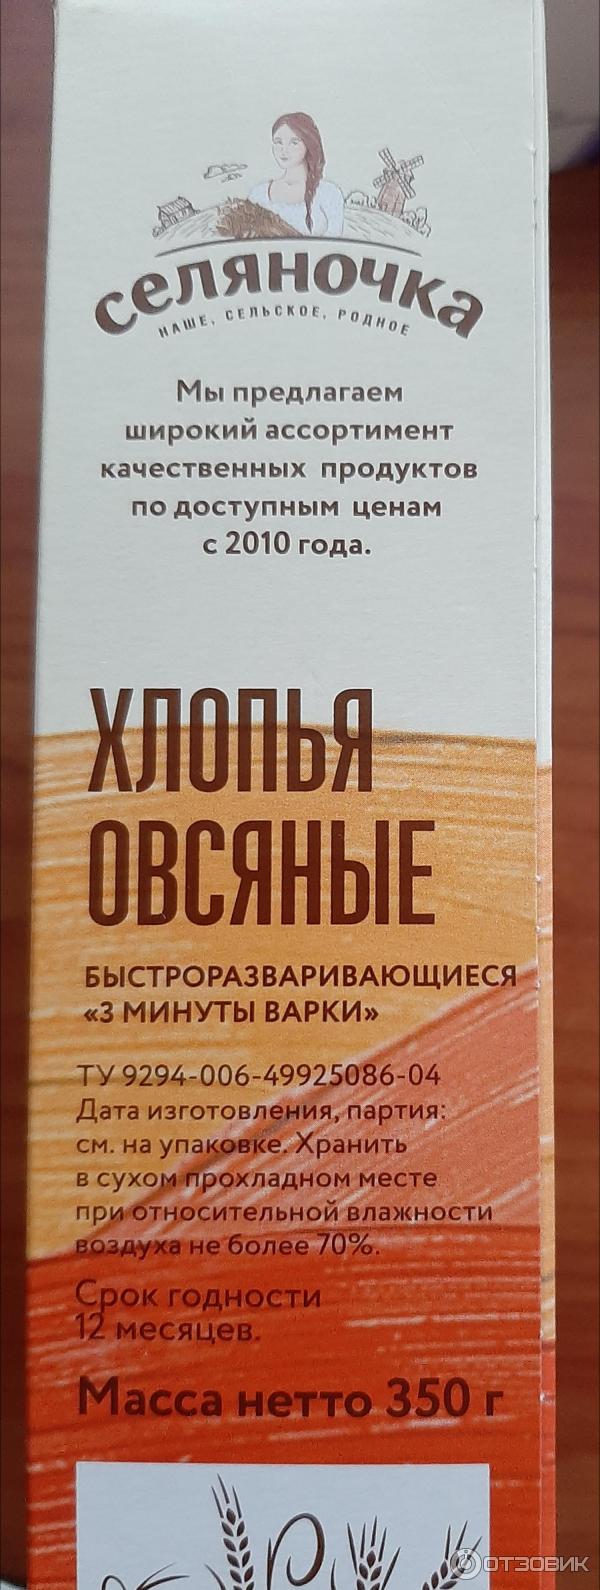 селяночка
НАШЕ, СЕЛЬСКОЕ, РОДНОЕ
Мы предлагаем
широкий ассортимент
качественных продуктов
по доступным ценам
с 2010 года.
ХЛОПЬЯ
ОВСЯНЫЕ
БЫСТРОРАЗВАРИВАЮЩИЕСЯ
«3 МИНУТЫ ВАРКИ»
ТУ 9294-006-49925086-04
Дата изготовления, партия:
см. на упаковке. Хранить
в сухом прохладном месте
при относительной влажности
воздуха не более 70%.
Срок годности
12 месяцев.
Масса нетто 350 г
ОТЗОВИК